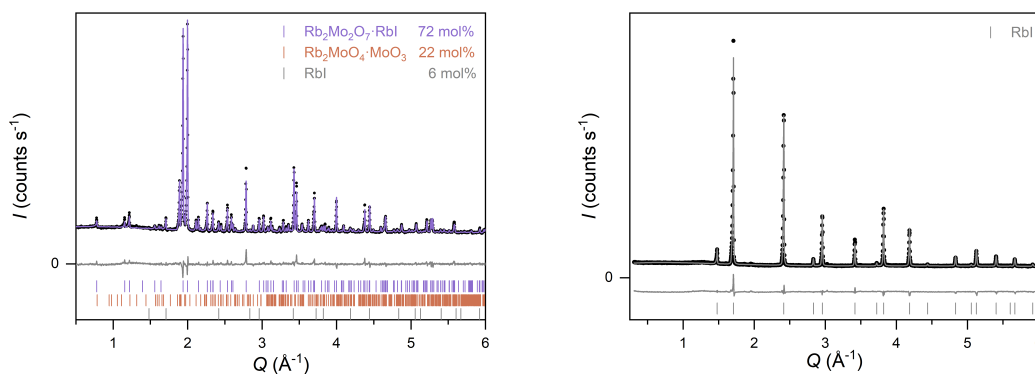 Rb₂Mo₂O₇·RbI 72 mol%
Rb₂MoO₄·MoO₃ 22 mol%
RbI 6 mol%
I (counts s⁻¹)
0
1 2 3 4 5 6
Q (Å⁻¹)
RbI
I (counts s⁻¹)
0
1 2 3 4 5
Q (Å⁻¹)